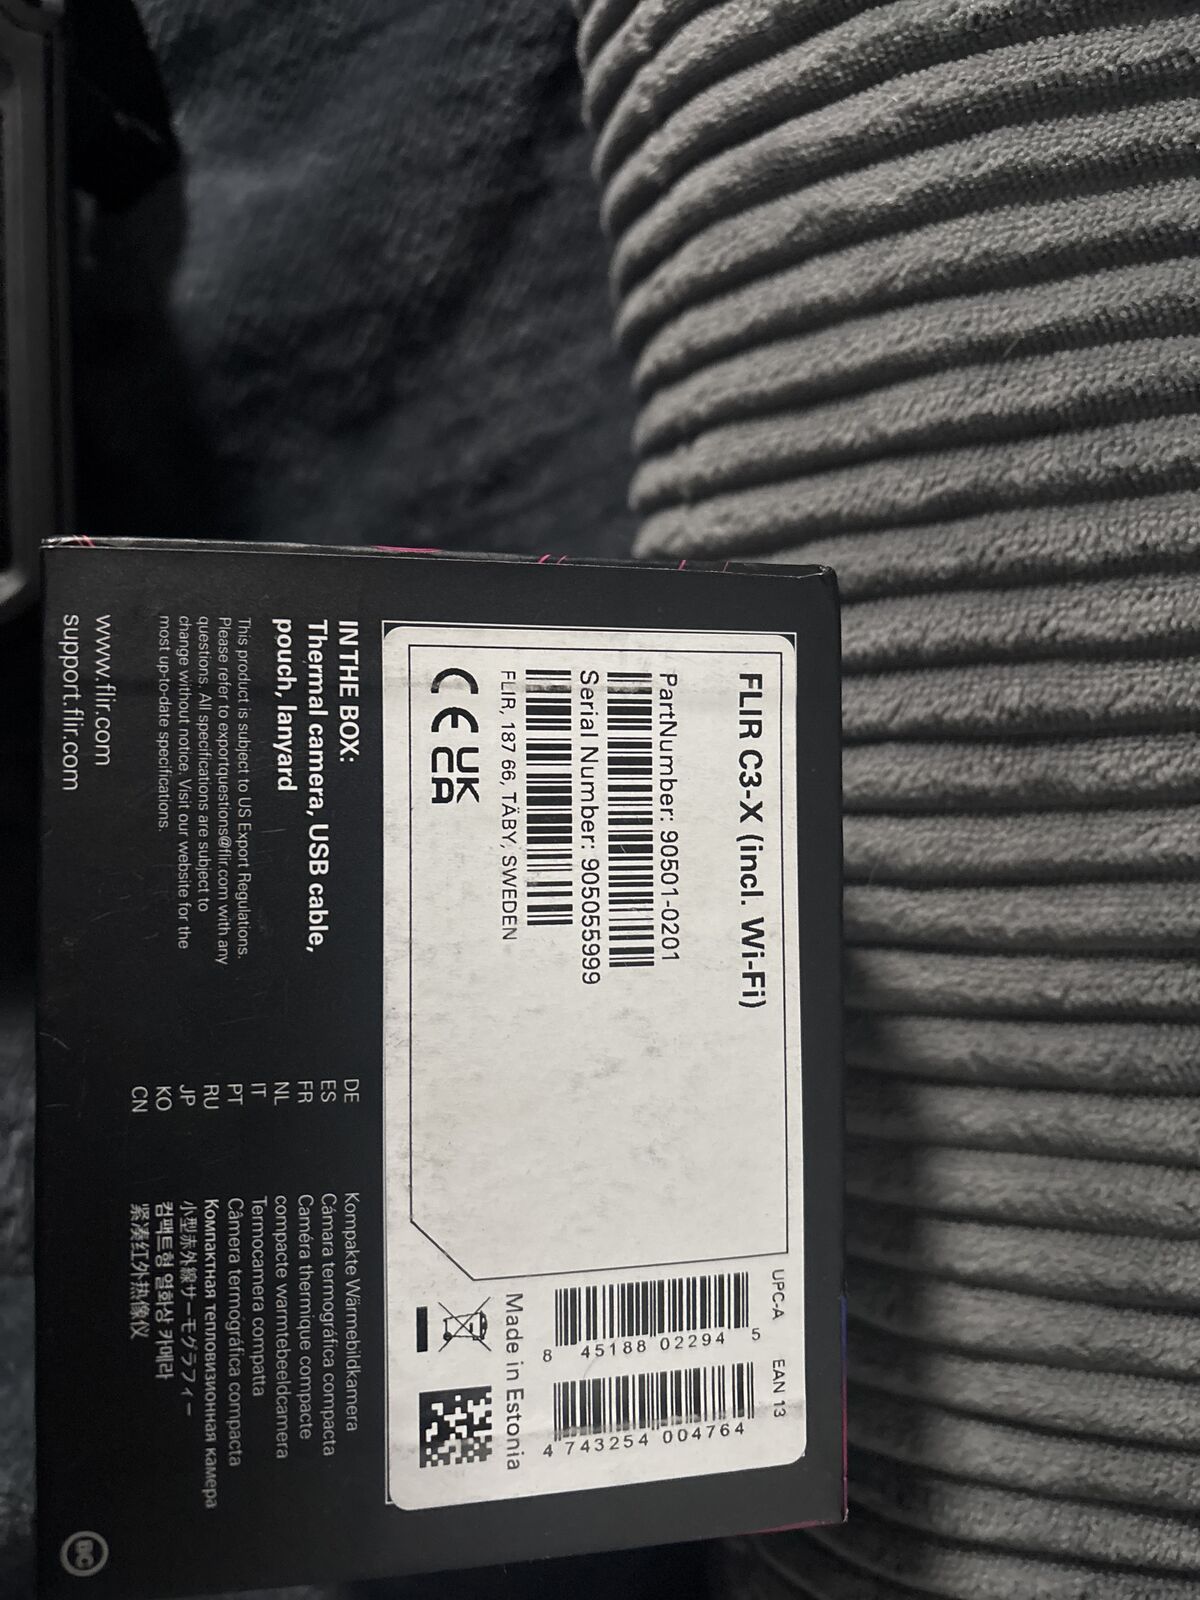 FLIR C3-X (incl. Wi-Fi)
PartNumber: 90501-0201
Serial Number: 905055999
FLIR, 187 66, TÄBY, SWEDEN
CE UK
CA
UPC-A
8 45188 02294 5
EAN 13
4 743254 004764
Made in Estonia
IN THE BOX:
Thermal camera, USB cable,
pouch, lanyard
This product is subject to US Export Regulations.
Please refer to exportquestions@flir.com with any
questions. All specifications are subject to
change without notice. Visit our website for the
most up-to-date specifications.
www.flir.com
support.flir.com
DE Kompakte Wärmebildkamera
ES Cámara termográfica compacta
FR Caméra thermique compacte
NL compacte warmtebeeldcamera
IT Termocamera compatta
PT Câmera termográfica compacta
RU Компактная тепловизионная камера
JP 小型赤外線サーモグラフィー
KO 컴팩트형 열화상 카메라
CN 紧凑红外热像仪
BC